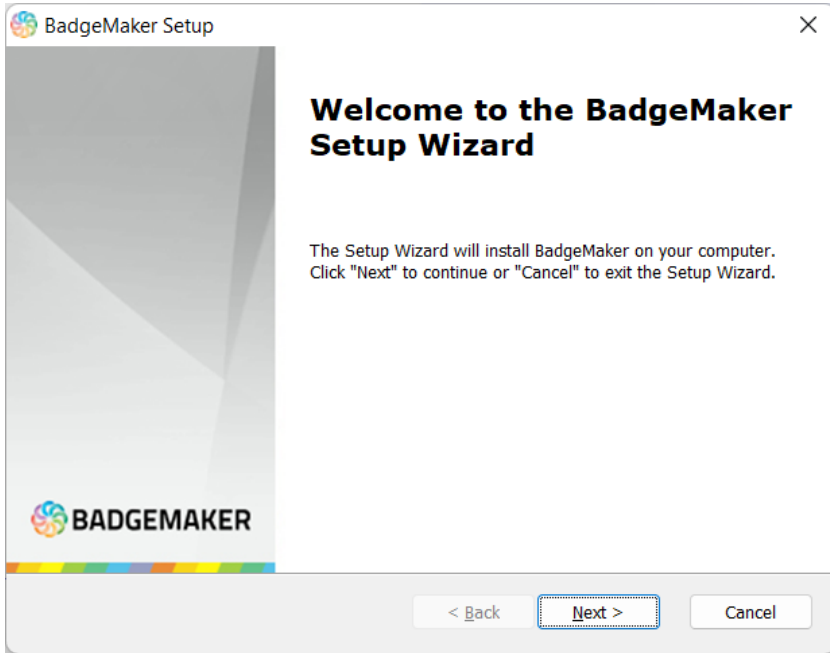 BadgeMaker Setup
Welcome to the BadgeMaker
Setup Wizard
The Setup Wizard will install BadgeMaker on your computer.
Click "Next" to continue or "Cancel" to exit the Setup Wizard.
BADGEMAKER
< Back
Next >
Cancel